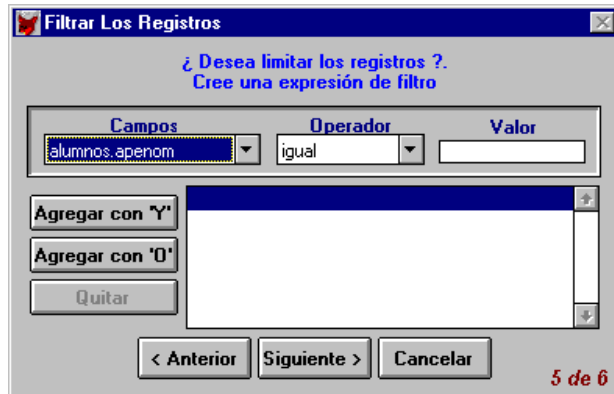 Filtrar Los Registros
¿ Desea limitar los registros ?.
Cree una expresión de filtro
Campos Operador Valor
alumnos.apenom igual
Agregar con 'Y'
Agregar con 'O'
Quitar
< Anterior Siguiente > Cancelar
5 de 6